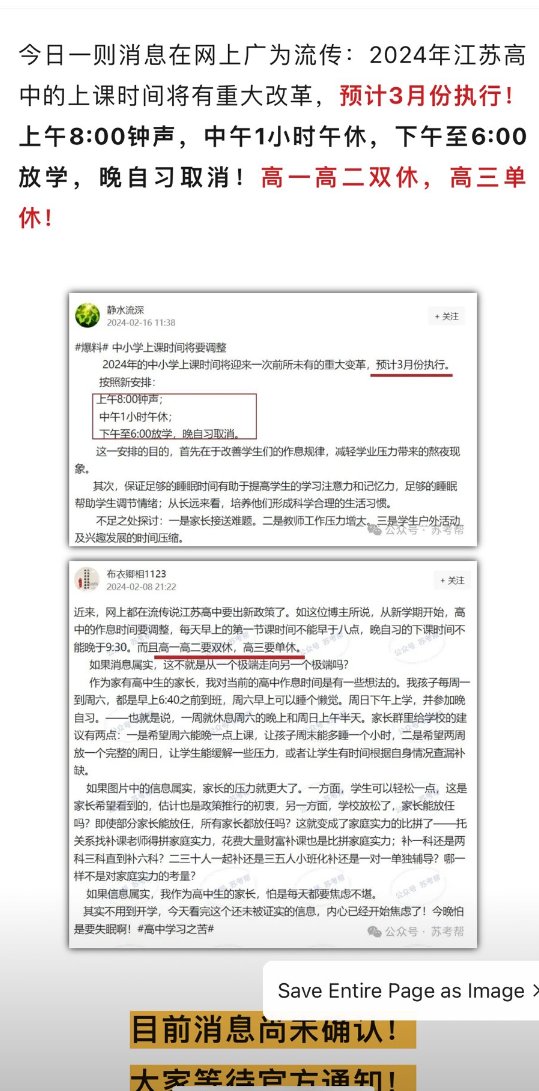 今日一则消息在网上广为流传：2024年江苏高
中的上课时间将有重大改革，预计3月份执行！
上午8:00钟声，中午1小时午休，下午至6:00
放学，晚自习取消！高一高二双休，高三单
休！
静水流深
2024-02-16 11:38
+ 关注
#爆料# 中小学上课时间将要调整
2024年的中小学上课时间将迎来一次前所未有的重大变革，预计3月份执行。
按照新安排：
上午8:00钟声；
中午1小时午休；
下午至6:00放学，晚自习取消。
这一安排的目的，首先在于改善学生们的作息规律，减轻学业压力带来的熬夜现
象。
其次，保证足够的睡眠时间有助于提高学生的学习注意力和记忆力，足够的睡眠
帮助学生调节情绪；从长远来看，培养他们形成科学合理的生活习惯。
不足之处探讨：一是家长接送难题。二是教师工作压力增大。三是学生户外活动
及兴趣发展的时间压缩。
公众号 · 苏考帮
布衣卿相1123
2024-02-08 21:22
+ 关注
近来，网上都在流传说江苏高中要出新政策了。如这位博主所说，从新学期开始，高
中的作息时间要调整，每天早上的第一节课时间不能早于八点，晚自习的下课时间不
能晚于9:30。而且高一高二要双休，高三要单休。
如果消息属实，这不就是从一个极端走向另一个极端吗？
作为家有高中生的家长，我对当前的高中作息时间是有一些想法的。我孩子每周一
到周六，都是早上6:40之前到班，周六早上可以睡个懒觉。周日下午上学，并参加晚
自习。——也就是说，一周就休息周六的晚上和周日上午半天。家长群里给学校的建
议有两点：一是希望周六能晚一点上课，让孩子周末能多睡一个小时，二是希望两周
放一个完整的周日，让学生能缓解一些压力，或者让学生有时间根据自身情况查漏补
缺。
如果图片中的信息属实，家长的压力就更大了。一方面，学生可以轻松一点，这是
家长希望看到的，估计也是政策推行的初衷，另一方面，学校放松了，家长能放任
吗？即使部分家长能放任，所有家长都放任吗？这就变成了家庭实力的比拼了——托
关系找补课老师得拼家庭实力，花费大量财富补课也是比拼家庭实力；补一科还是两
科三科直到补六科？二三十人一起补还是三五人小班化补还是一对一单独辅导？哪一
样不是对家庭实力的考量？
如果信息属实，我作为高中生的家长，怕是每天都要焦虑不堪。
其实不用到开学，今天看完这个还未被证实的信息，内心已经开始焦虑了！今晚怕
是要失眠啊！#高中学习之苦#
公众号 · 苏考帮
Save Entire Page as Image ×
目前消息尚未确认！
大家等待官方通知！